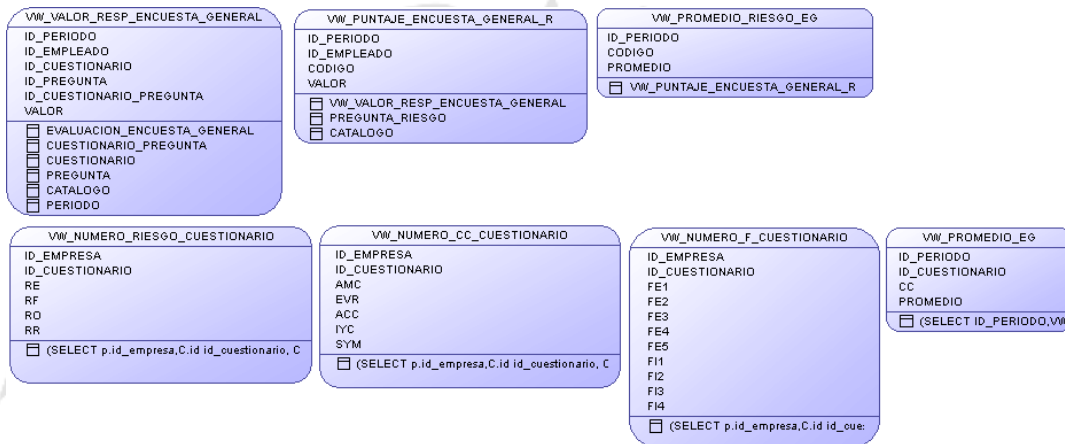 VW_VALOR_RESP_ENCUESTA_GENERAL
ID_PERIODO
ID_EMPLEADO
ID_CUESTIONARIO
ID_PREGUNTA
ID_CUESTIONARIO_PREGUNTA
VALOR
EVALUACION_ENCUESTA_GENERAL
CUESTIONARIO_PREGUNTA
CUESTIONARIO
PREGUNTA
CATALOGO
PERIODO
VW_PUNTAJE_ENCUESTA_GENERAL_R
ID_PERIODO
ID_EMPLEADO
CODIGO
VALOR
VW_VALOR_RESP_ENCUESTA_GENERAL
PREGUNTA_RIESGO
CATALOGO
VW_PROMEDIO_RIESGO_EG
ID_PERIODO
CODIGO
PROMEDIO
VW_PUNTAJE_ENCUESTA_GENERAL_R
VW_NUMERO_RIESGO_CUESTIONARIO
ID_EMPRESA
ID_CUESTIONARIO
RE
RF
RO
RR
(SELECT p.id_empresa,C.id id_cuestionario, C
VW_NUMERO_CC_CUESTIONARIO
ID_EMPRESA
ID_CUESTIONARIO
AMC
EVR
ACC
IYC
SYM
(SELECT p.id_empresa,C.id id_cuestionario, C
VW_NUMERO_F_CUESTIONARIO
ID_EMPRESA
ID_CUESTIONARIO
FE1
FE2
FE3
FE4
FE5
FI1
FI2
FI3
FI4
(SELECT p.id_empresa,C.id id_cue:
VW_PROMEDIO_EG
ID_PERIODO
ID_CUESTIONARIO
CC
PROMEDIO
(SELECT ID_PERIODO,VW